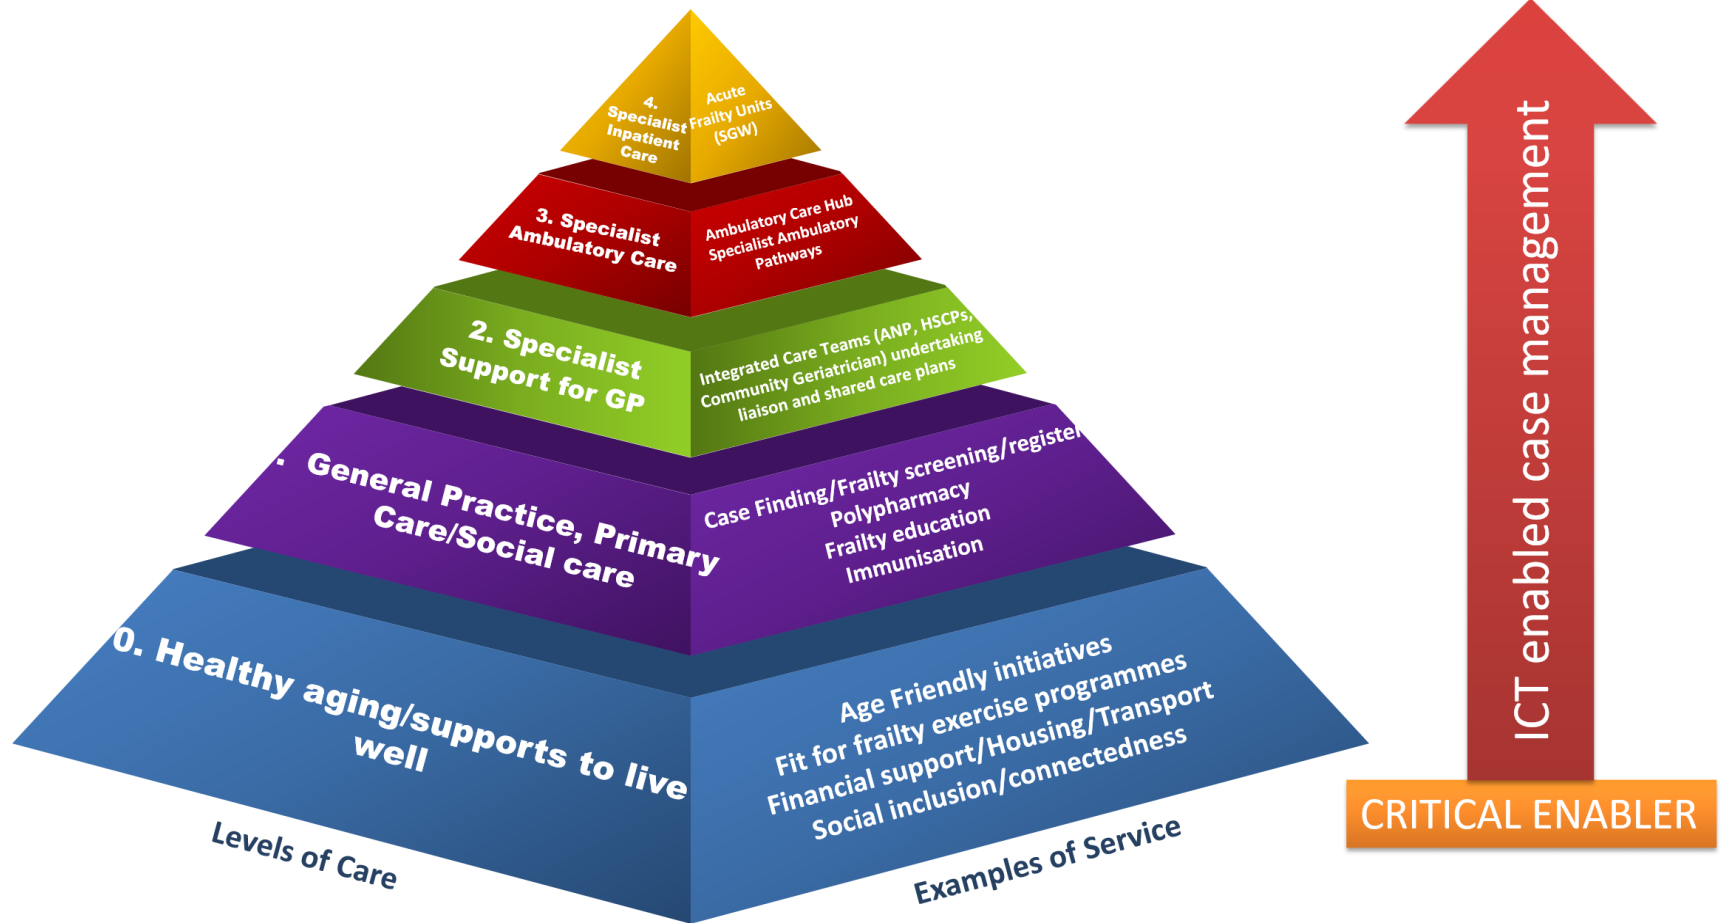 4.
Specialist
Inpatient
Care
Acute
Frailty Units
(SGW)
3. Specialist
Ambulatory Care
Ambulatory Care Hub
Specialist Ambulatory
Pathways
2. Specialist
Support for GP
Integrated Care Teams (ANP, HSCPs,
Community Geriatrician) undertaking
liaison and shared care plans
. General Practice, Primary
Care/Social care
Case Finding/Frailty screening/register
Polypharmacy
Frailty education
Immunisation
0. Healthy aging/supports to live
well
Age Friendly initiatives
Fit for frailty exercise programmes
Financial support/Housing/Transport
Social inclusion/connectedness
Levels of Care
Examples of Service
ICT enabled case management
CRITICAL ENABLER